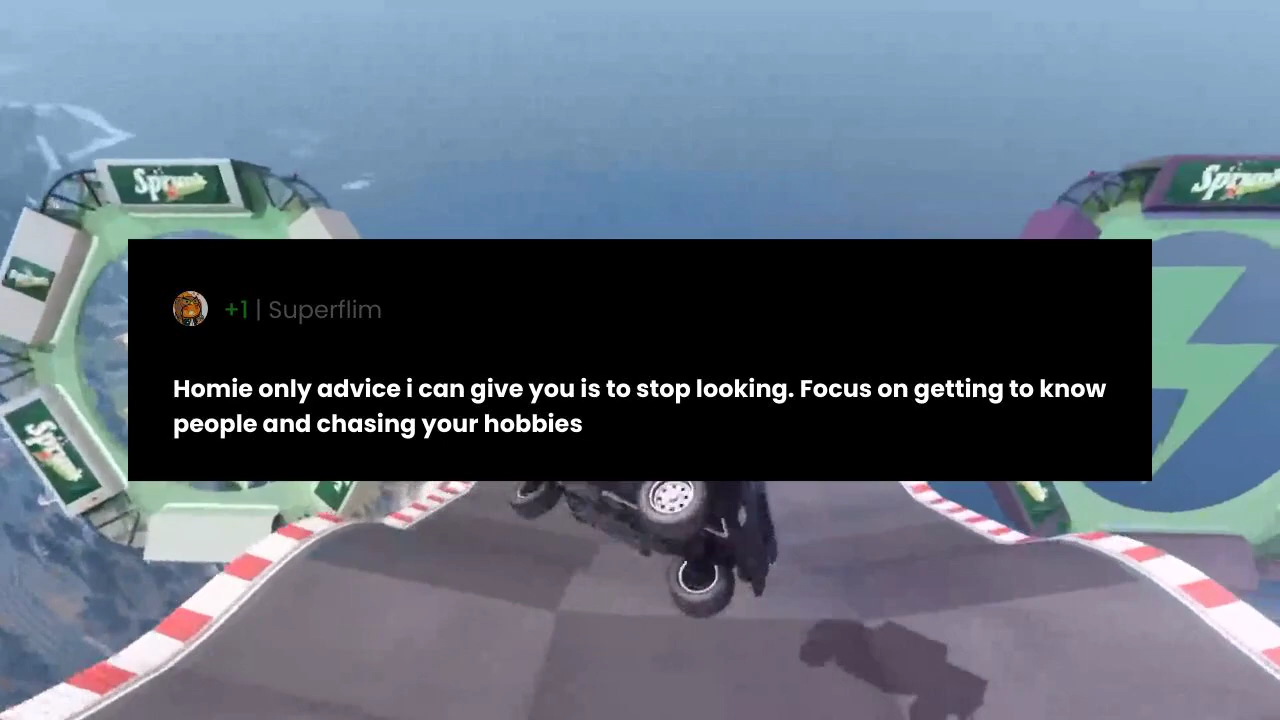 Sprunk
Sprunk
+1 | Superflim
Homie only advice i can give you is to stop looking. Focus on getting to know
people and chasing your hobbies
Sprunk